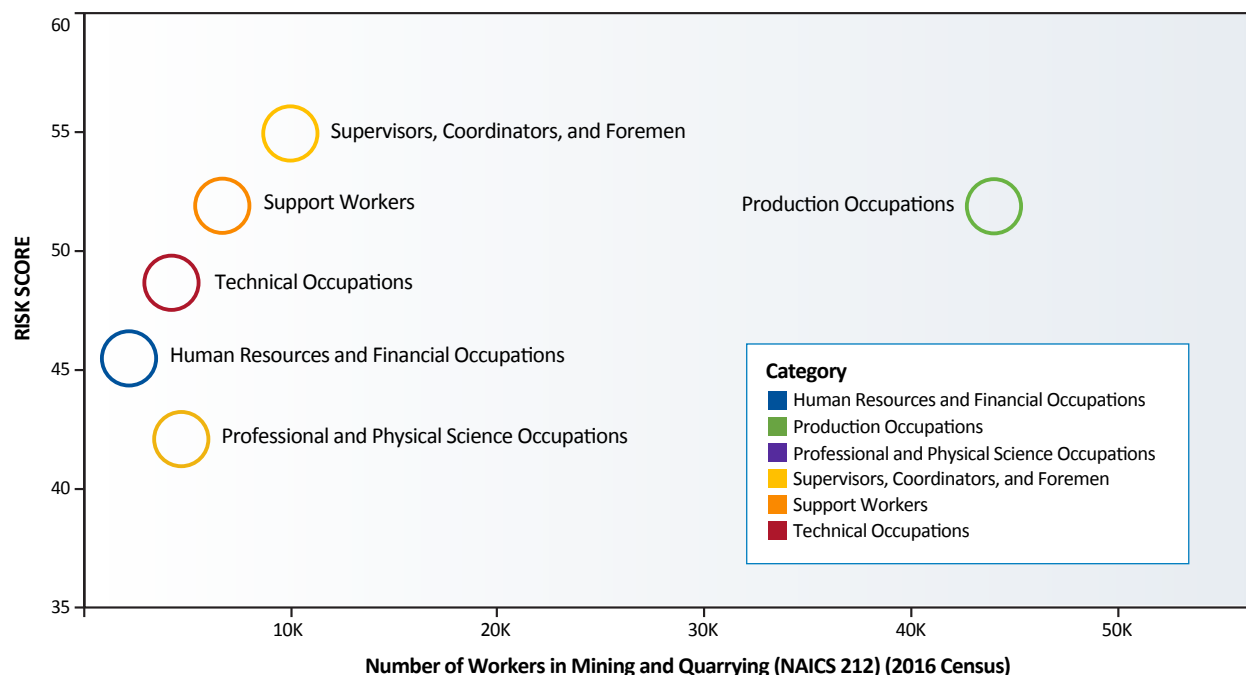 60
55
50
45
40
35
RISK SCORE
Supervisors, Coordinators, and Foremen
Support Workers
Production Occupations
Technical Occupations
Human Resources and Financial Occupations
Professional and Physical Science Occupations
Category
Human Resources and Financial Occupations
Production Occupations
Professional and Physical Science Occupations
Supervisors, Coordinators, and Foremen
Support Workers
Technical Occupations
10K 20K 30K 40K 50K
Number of Workers in Mining and Quarrying (NAICS 212) (2016 Census)